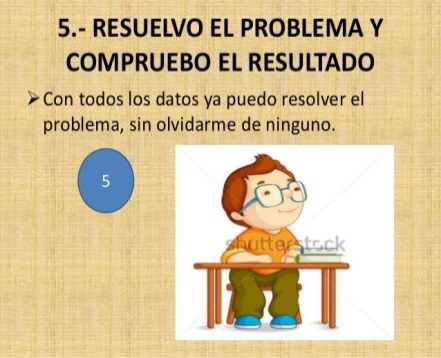 5.- RESUELVO EL PROBLEMA Y
COMPRUEBO EL RESULTADO
Con todos los datos ya puedo resolver el
problema, sin olvidarme de ninguno.
5
shutterstock